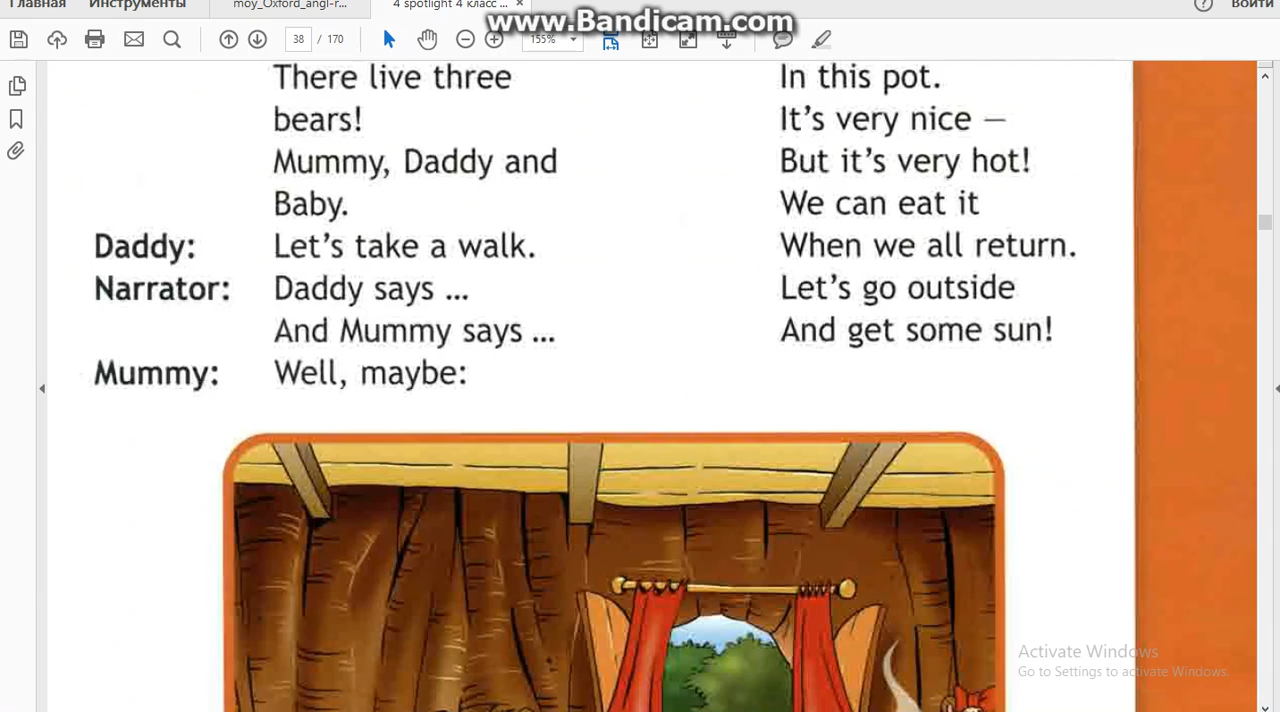 Главная
Инструменты
moy_Oxford_angl-r...
4 spotlight 4 класс ...
×
Войти
www.Bandicam.com
38 / 170
155%
There live three
bears!
Mummy, Daddy and
Baby.
Daddy: Let's take a walk.
Narrator: Daddy says ...
And Mummy says ...
Mummy: Well, maybe:
In this pot.
It's very nice –
But it's very hot!
We can eat it
When we all return.
Let's go outside
And get some sun!
Activate Windows
Go to Settings to activate Windows.